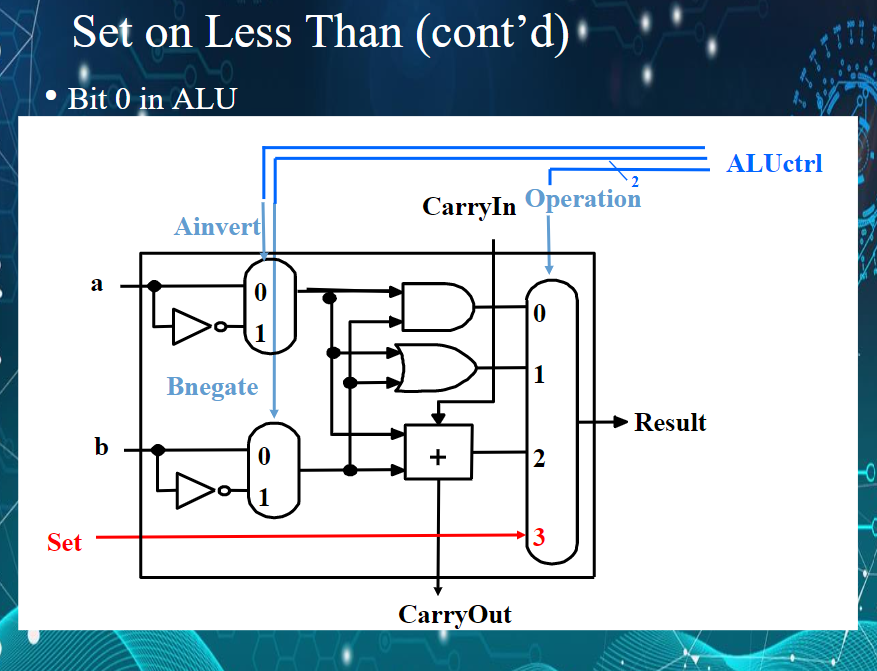 Set on Less Than (cont’d)
• Bit 0 in ALU
ALUctrl
2
CarryIn
Operation
Ainvert
a
0
0
1
1
Bnegate
Result
b
0
+
2
1
Set
3
CarryOut